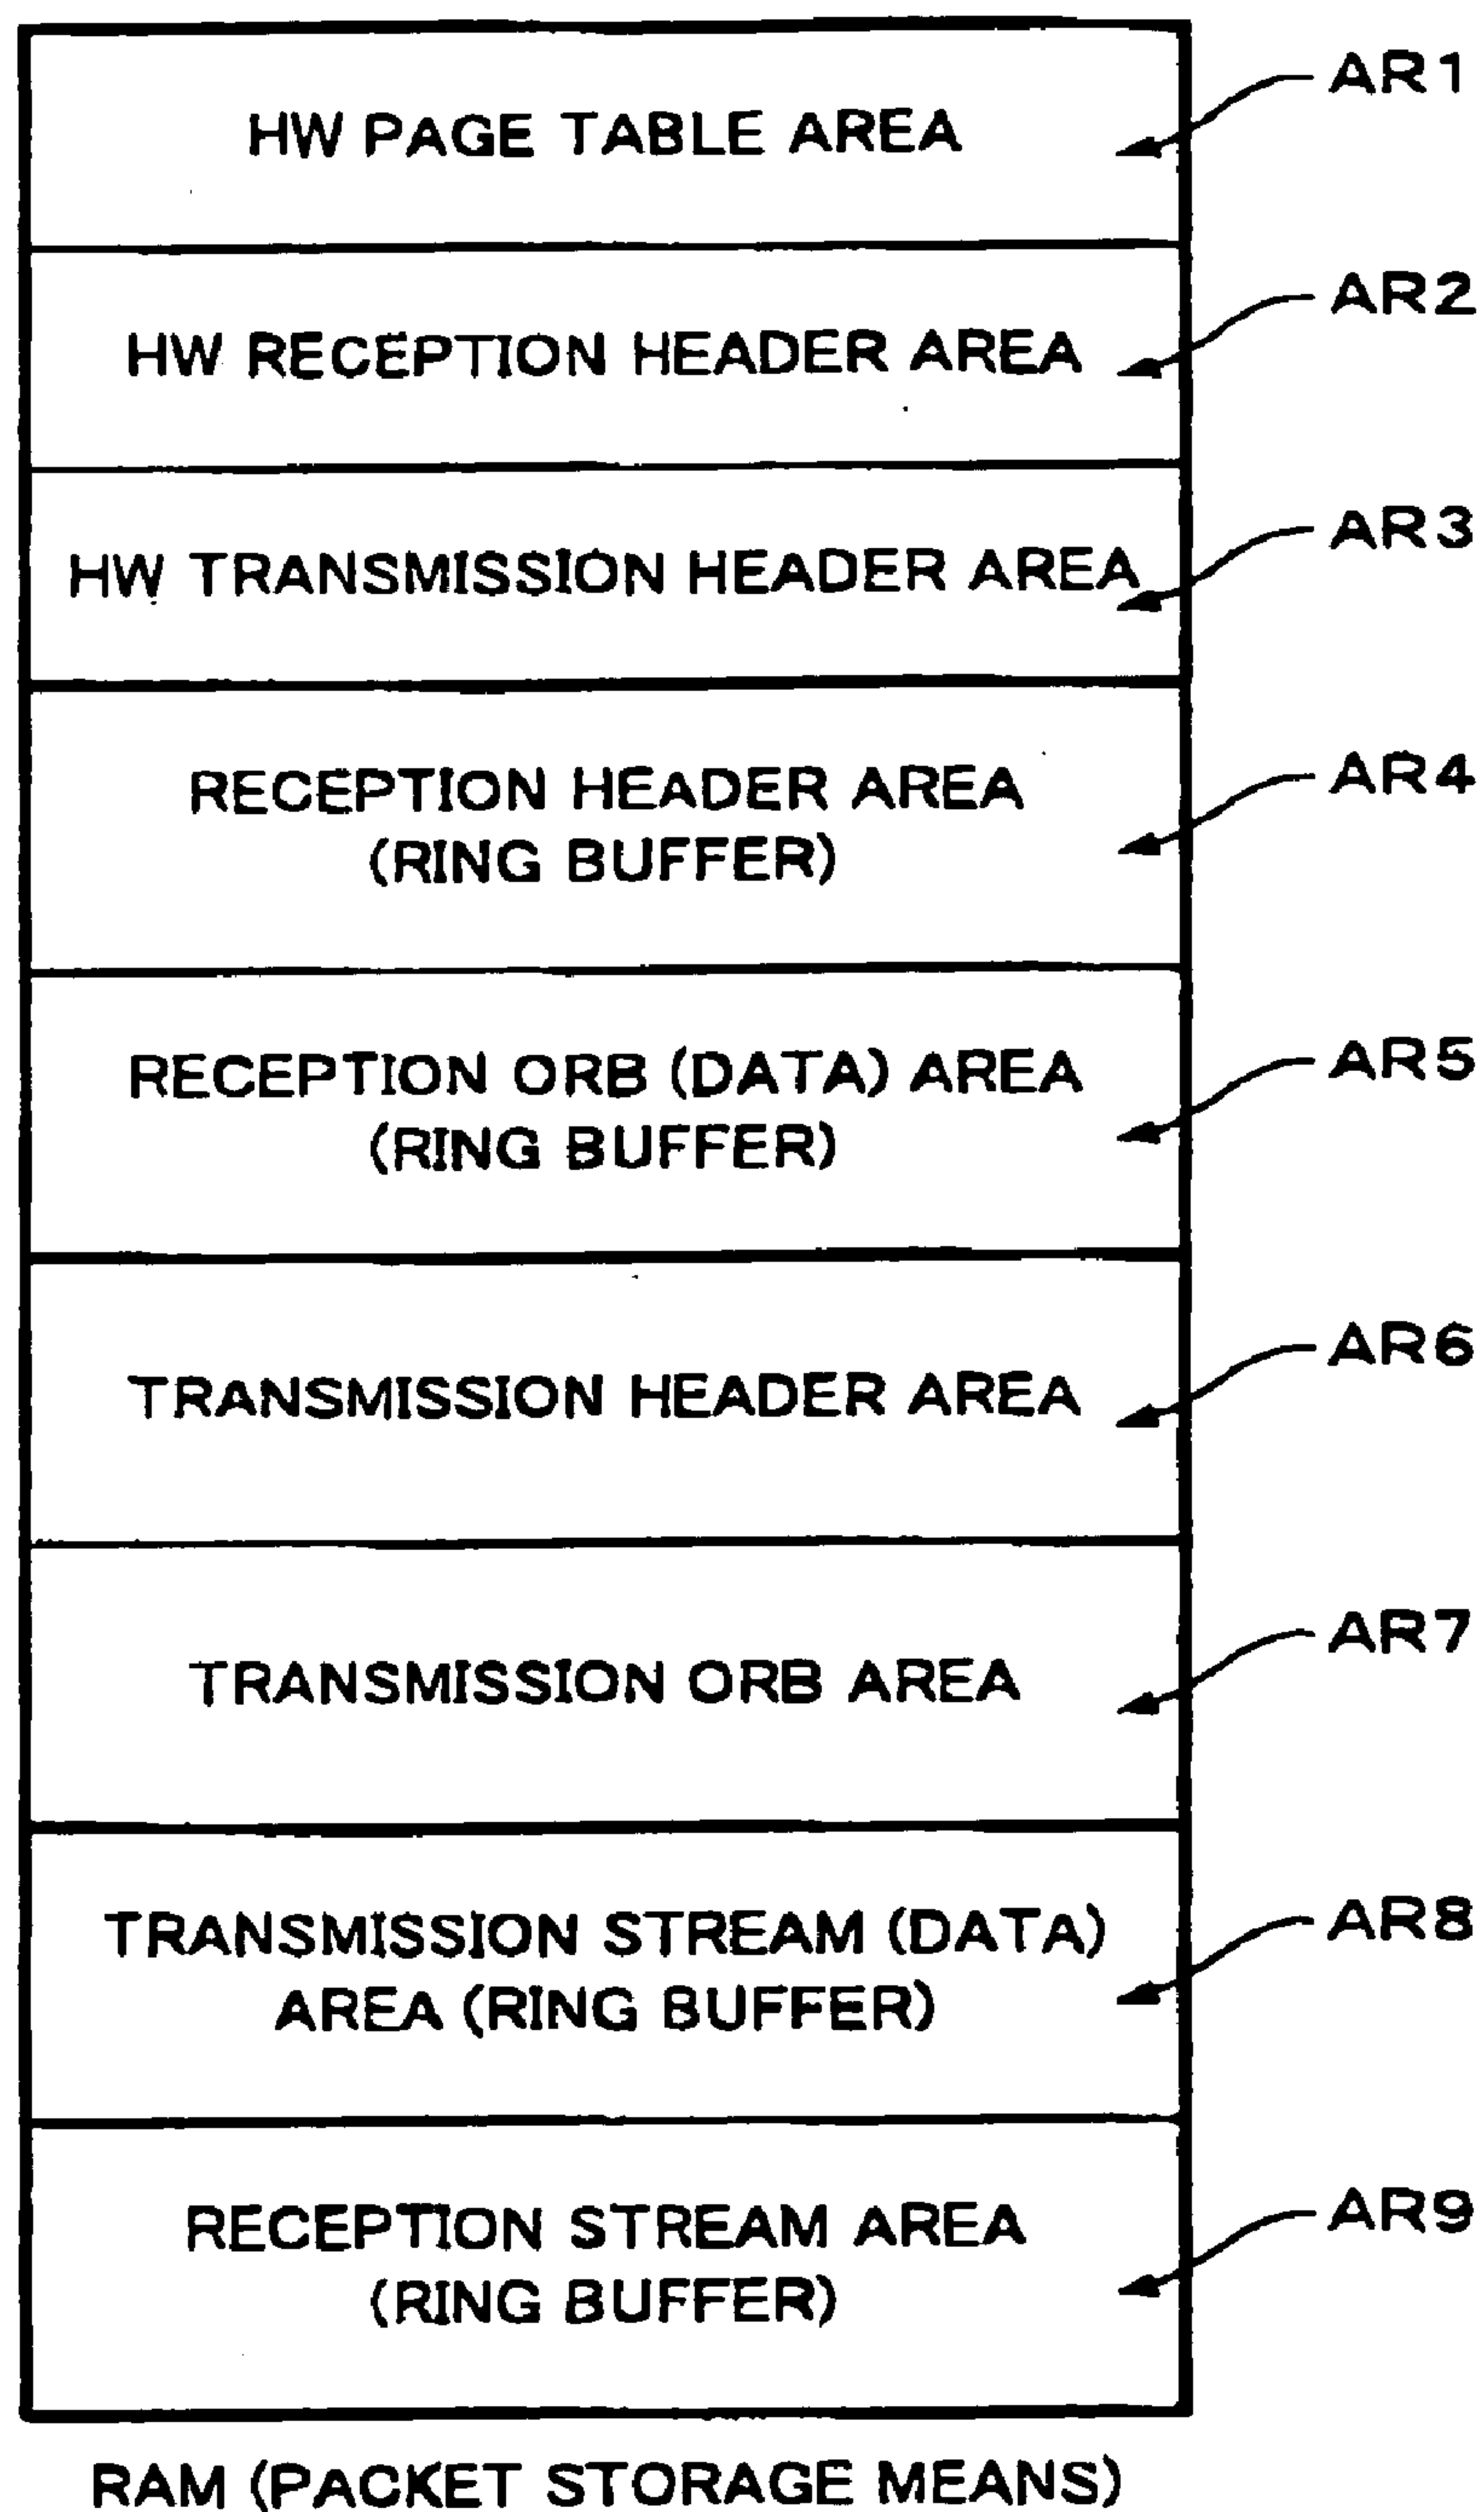 AR1
HW PAGE TABLE AREA
AR2
HW RECEPTION HEADER AREA
AR3
HW TRANSMISSION HEADER AREA
AR4
RECEPTION HEADER AREA
(RING BUFFER)
AR5
RECEPTION ORB (DATA) AREA
(RING BUFFER)
AR6
TRANSMISSION HEADER AREA
AR7
TRANSMISSION ORB AREA
AR8
TRANSMISSION STREAM (DATA)
AREA (RING BUFFER)
AR9
RECEPTION STREAM AREA
(RING BUFFER)
RAM (PACKET STORAGE MEANS)